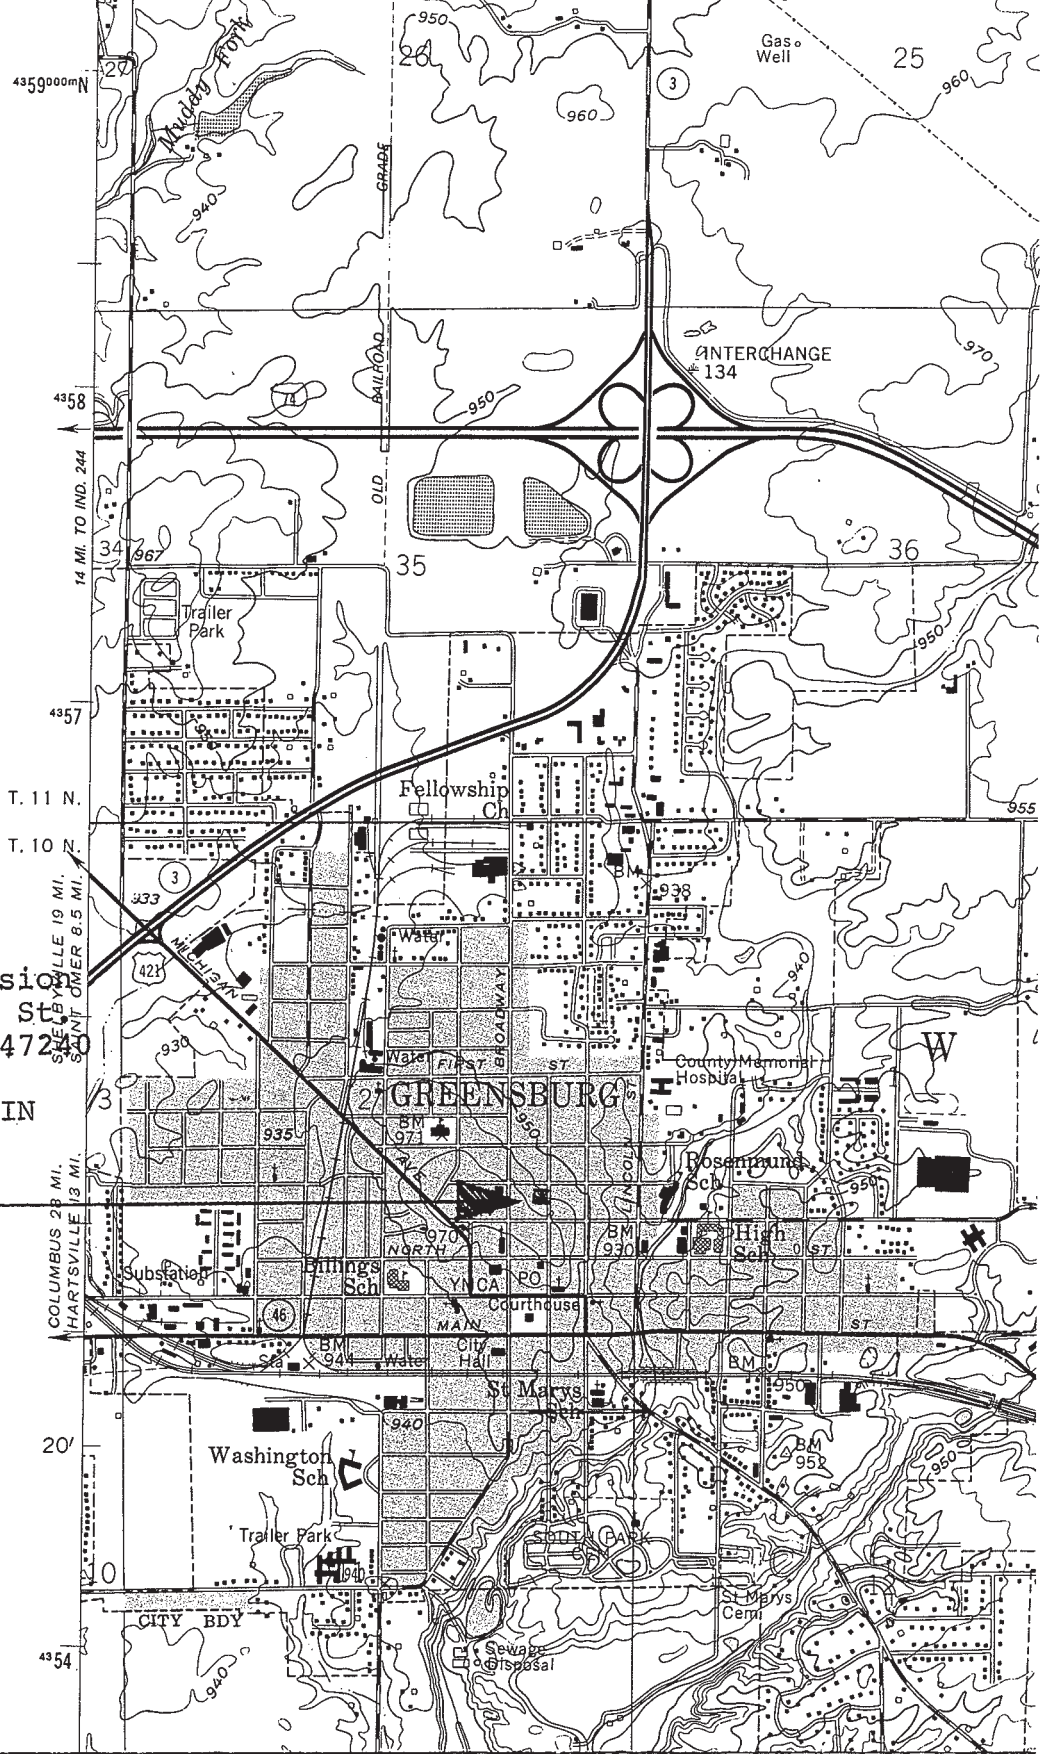 950
26
Gas
Well
25
27
4359000mN
3
960
960
Muddy Fork
GRADE
940
INTERCHANGE
134
970
RAILROAD
74
950
4358
14 MI. TO IND. 244
OLD
34
967
35
36
Trailer
Park
950
4357
950
T. 11 N.
Fellowship
Ch
955
T. 10 N.
BM
938
3
933
SHELBYVILLE 19 MI.
SAINT OMER 8.5 MI.
MICHIGAN
Water
421
940
sion
St
47240
BROADWAY
930
Water
FIRST
ST
County Memorial
Hospital
W
IN
3
2
GREENSBURG
ST
935
BM
971
950
AVE
LINCOLN
Rosenmund
Sch
950
COLUMBUS 28 MI.
HARTSVILLE 13 MI.
970
NORTH
BM
930
High
Sch
ST
Substation
Billings
Sch
YMCA
PO
Courthouse
46
MAIN
ST
Sta
BM
944
Water
City
Hall
BM
950
St Marys
Sch
940
20'
Washington
Sch
BM
952
950
Trailer Park
SOUTH PARK
940
10
St Marys
Cem
CITY BDY
Sewage
Disposal
4354
940